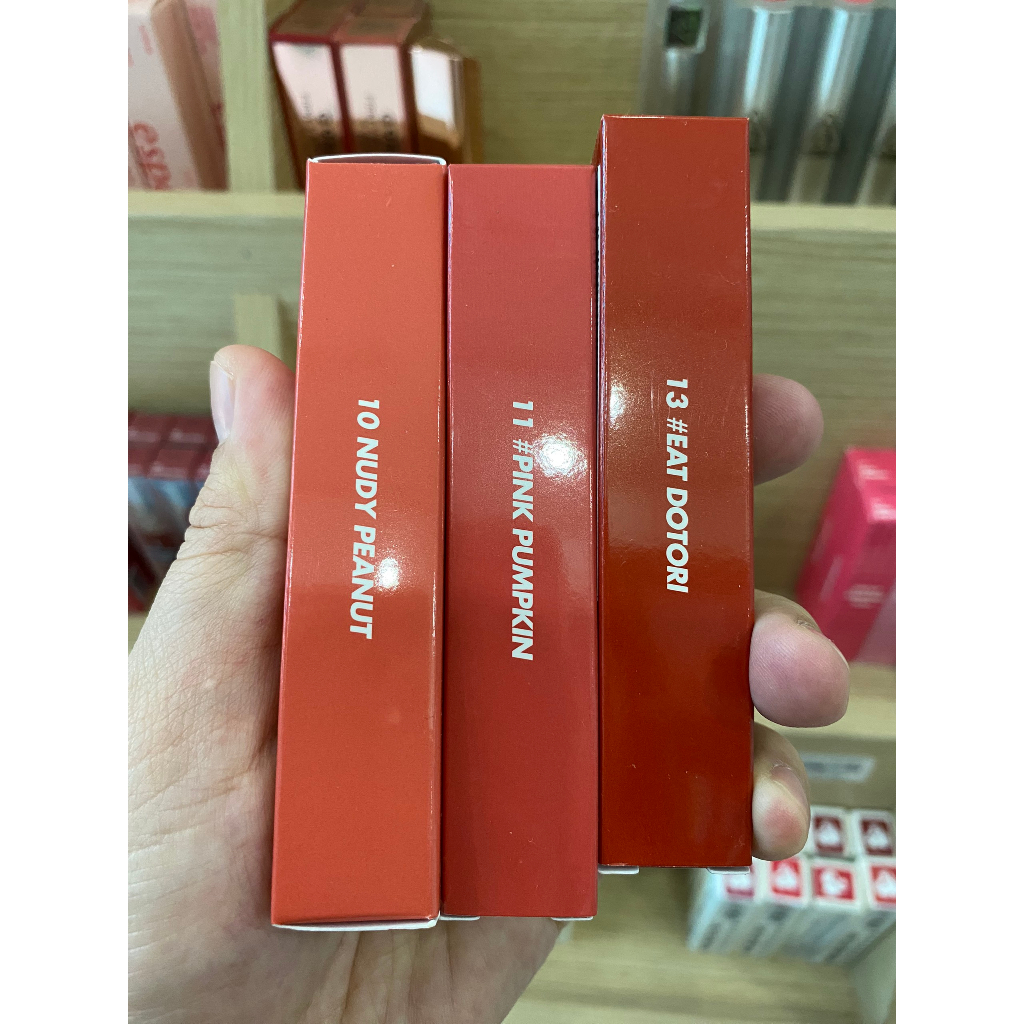 10 NUDY PEANUT
11 #PINK PUMPKIN
13 #EAT DOTORI